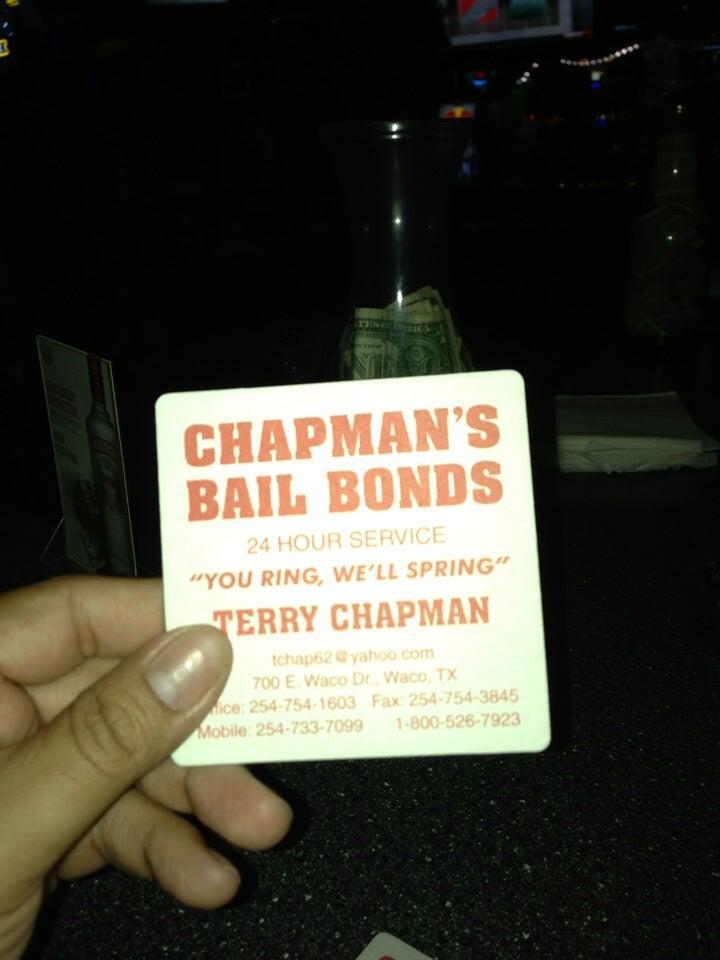 CHAPMAN'S
BAIL BONDS
24 HOUR SERVICE
"YOU RING, WE'LL SPRING"
TERRY CHAPMAN
tchap62@yahoo.com
700 E. Waco Dr., Waco, TX
fice: 254-754-1603 Fax: 254-754-3845
Mobile: 254-733-7099 1-800-526-7923